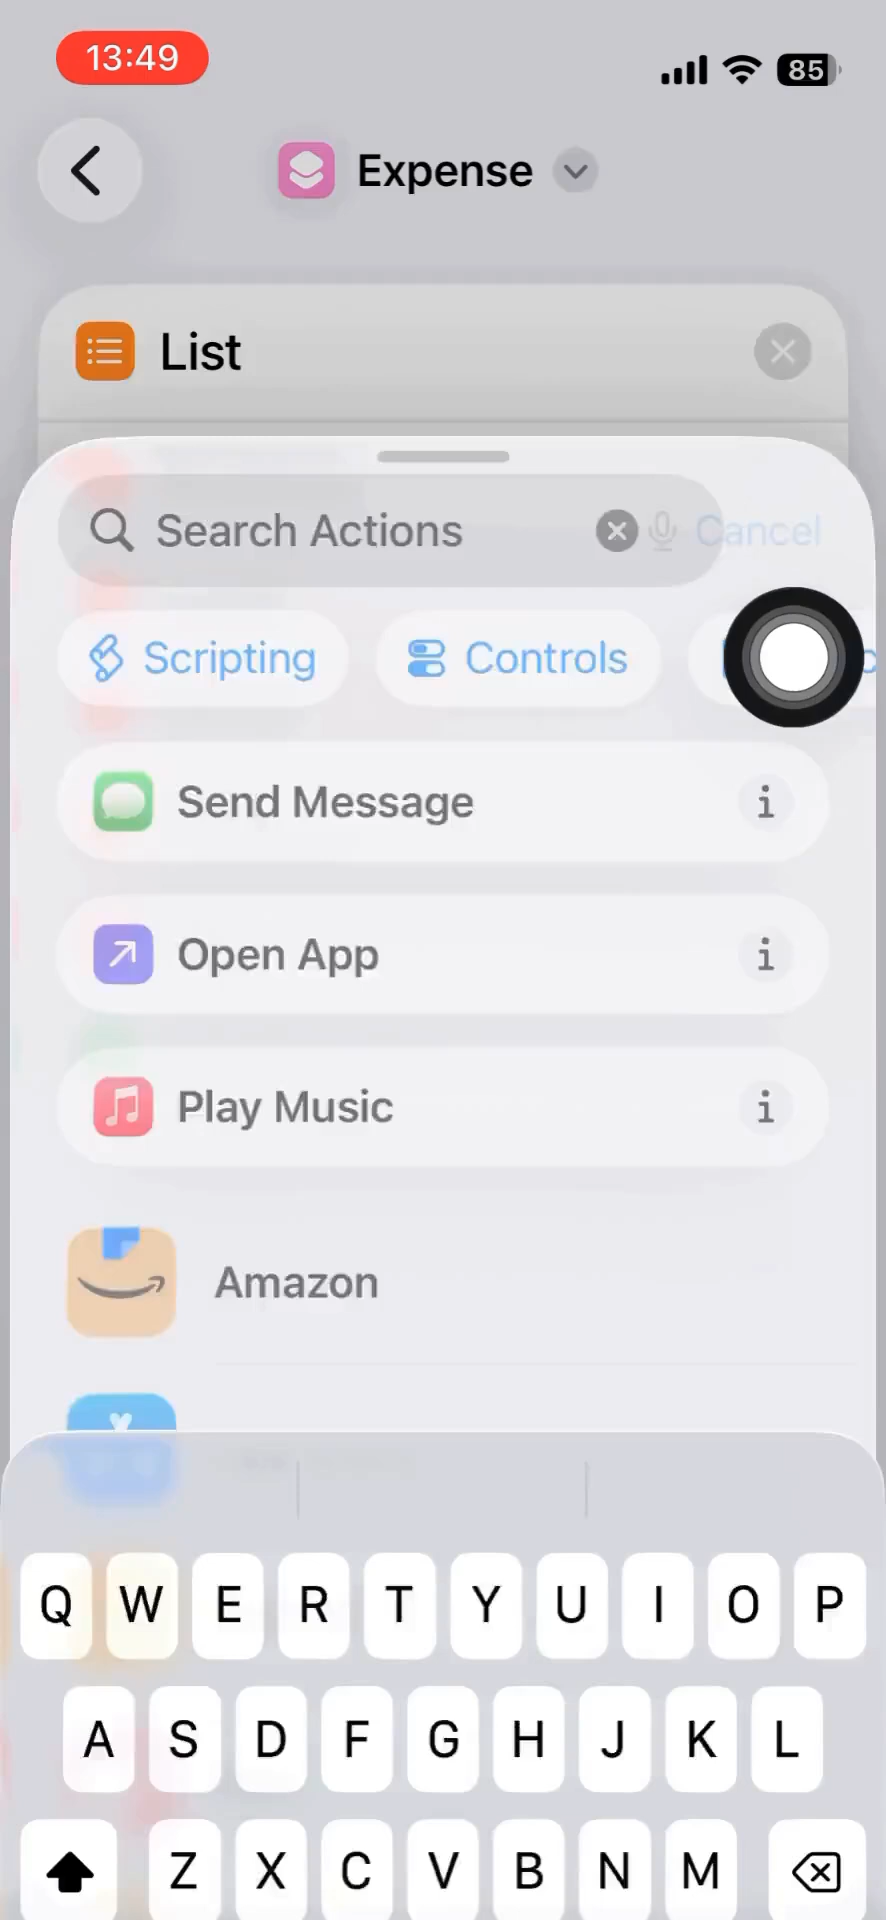 13:49
85
Expense
List
Search Actions
Cancel
Scripting
Controls
Send Message
i
Open App
i
Play Music
i
Amazon
Q W E R T Y U I O P
A S D F G H J K L
Z X C V B N M